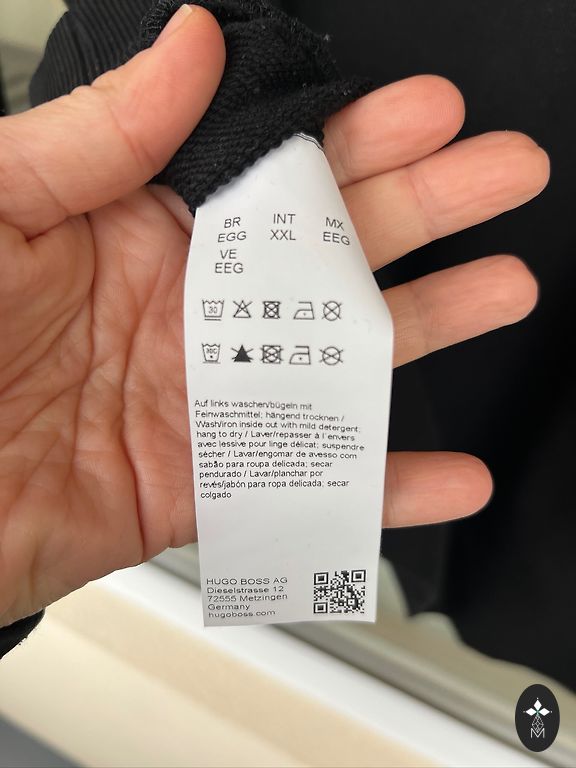 BR INT MX
EGG XXL EEG
VE
EEG
30
30C
Auf links waschen/bügeln mit
Feinwaschmittel; hängend trocknen /
Wash/iron inside out with mild detergent;
hang to dry / Laver/repasser à l'envers
avec lessive pour linge délicat; suspendre
sécher / Lavar/engomar de avesso com
sabão para roupa delicada; secar
pendurado / Lavar/planchar por
revés/jabón para ropa delicada; secar
colgado
HUGO BOSS AG
Dieselstrasse 12
72555 Metzingen
Germany
hugoboss.com
M